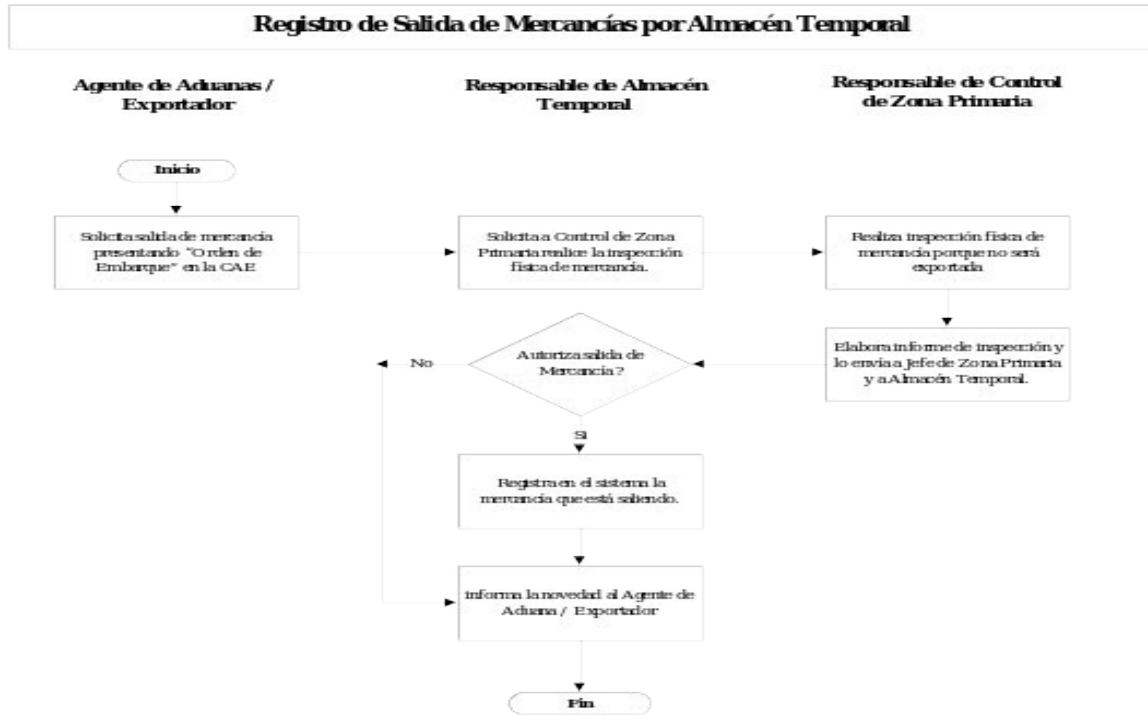 Registro de Salida de Mercancías por Almacén Temporal
Agente de Aduanas /
Exportador
Responsable de Almacén
Temporal
Responsable de Control
de Zona Primaria
Inicio
Solicita salida de mercancía
presentando "Orden de
Embarque" en la CAE
Solicita a Control de Zona
Primaria realice la inspección
física de mercancía.
Realiza inspección física de
mercancía porque no será
exportada
Elabora informe de inspección y
lo envía a Jefe de Zona Primaria
y a Almacén Temporal.
Autoriza salida de
Mercancía?
No
Si
Registra en el sistema la
mercancía que está saliendo.
informa la novedad al Agente de
Aduana / Exportador
Fin